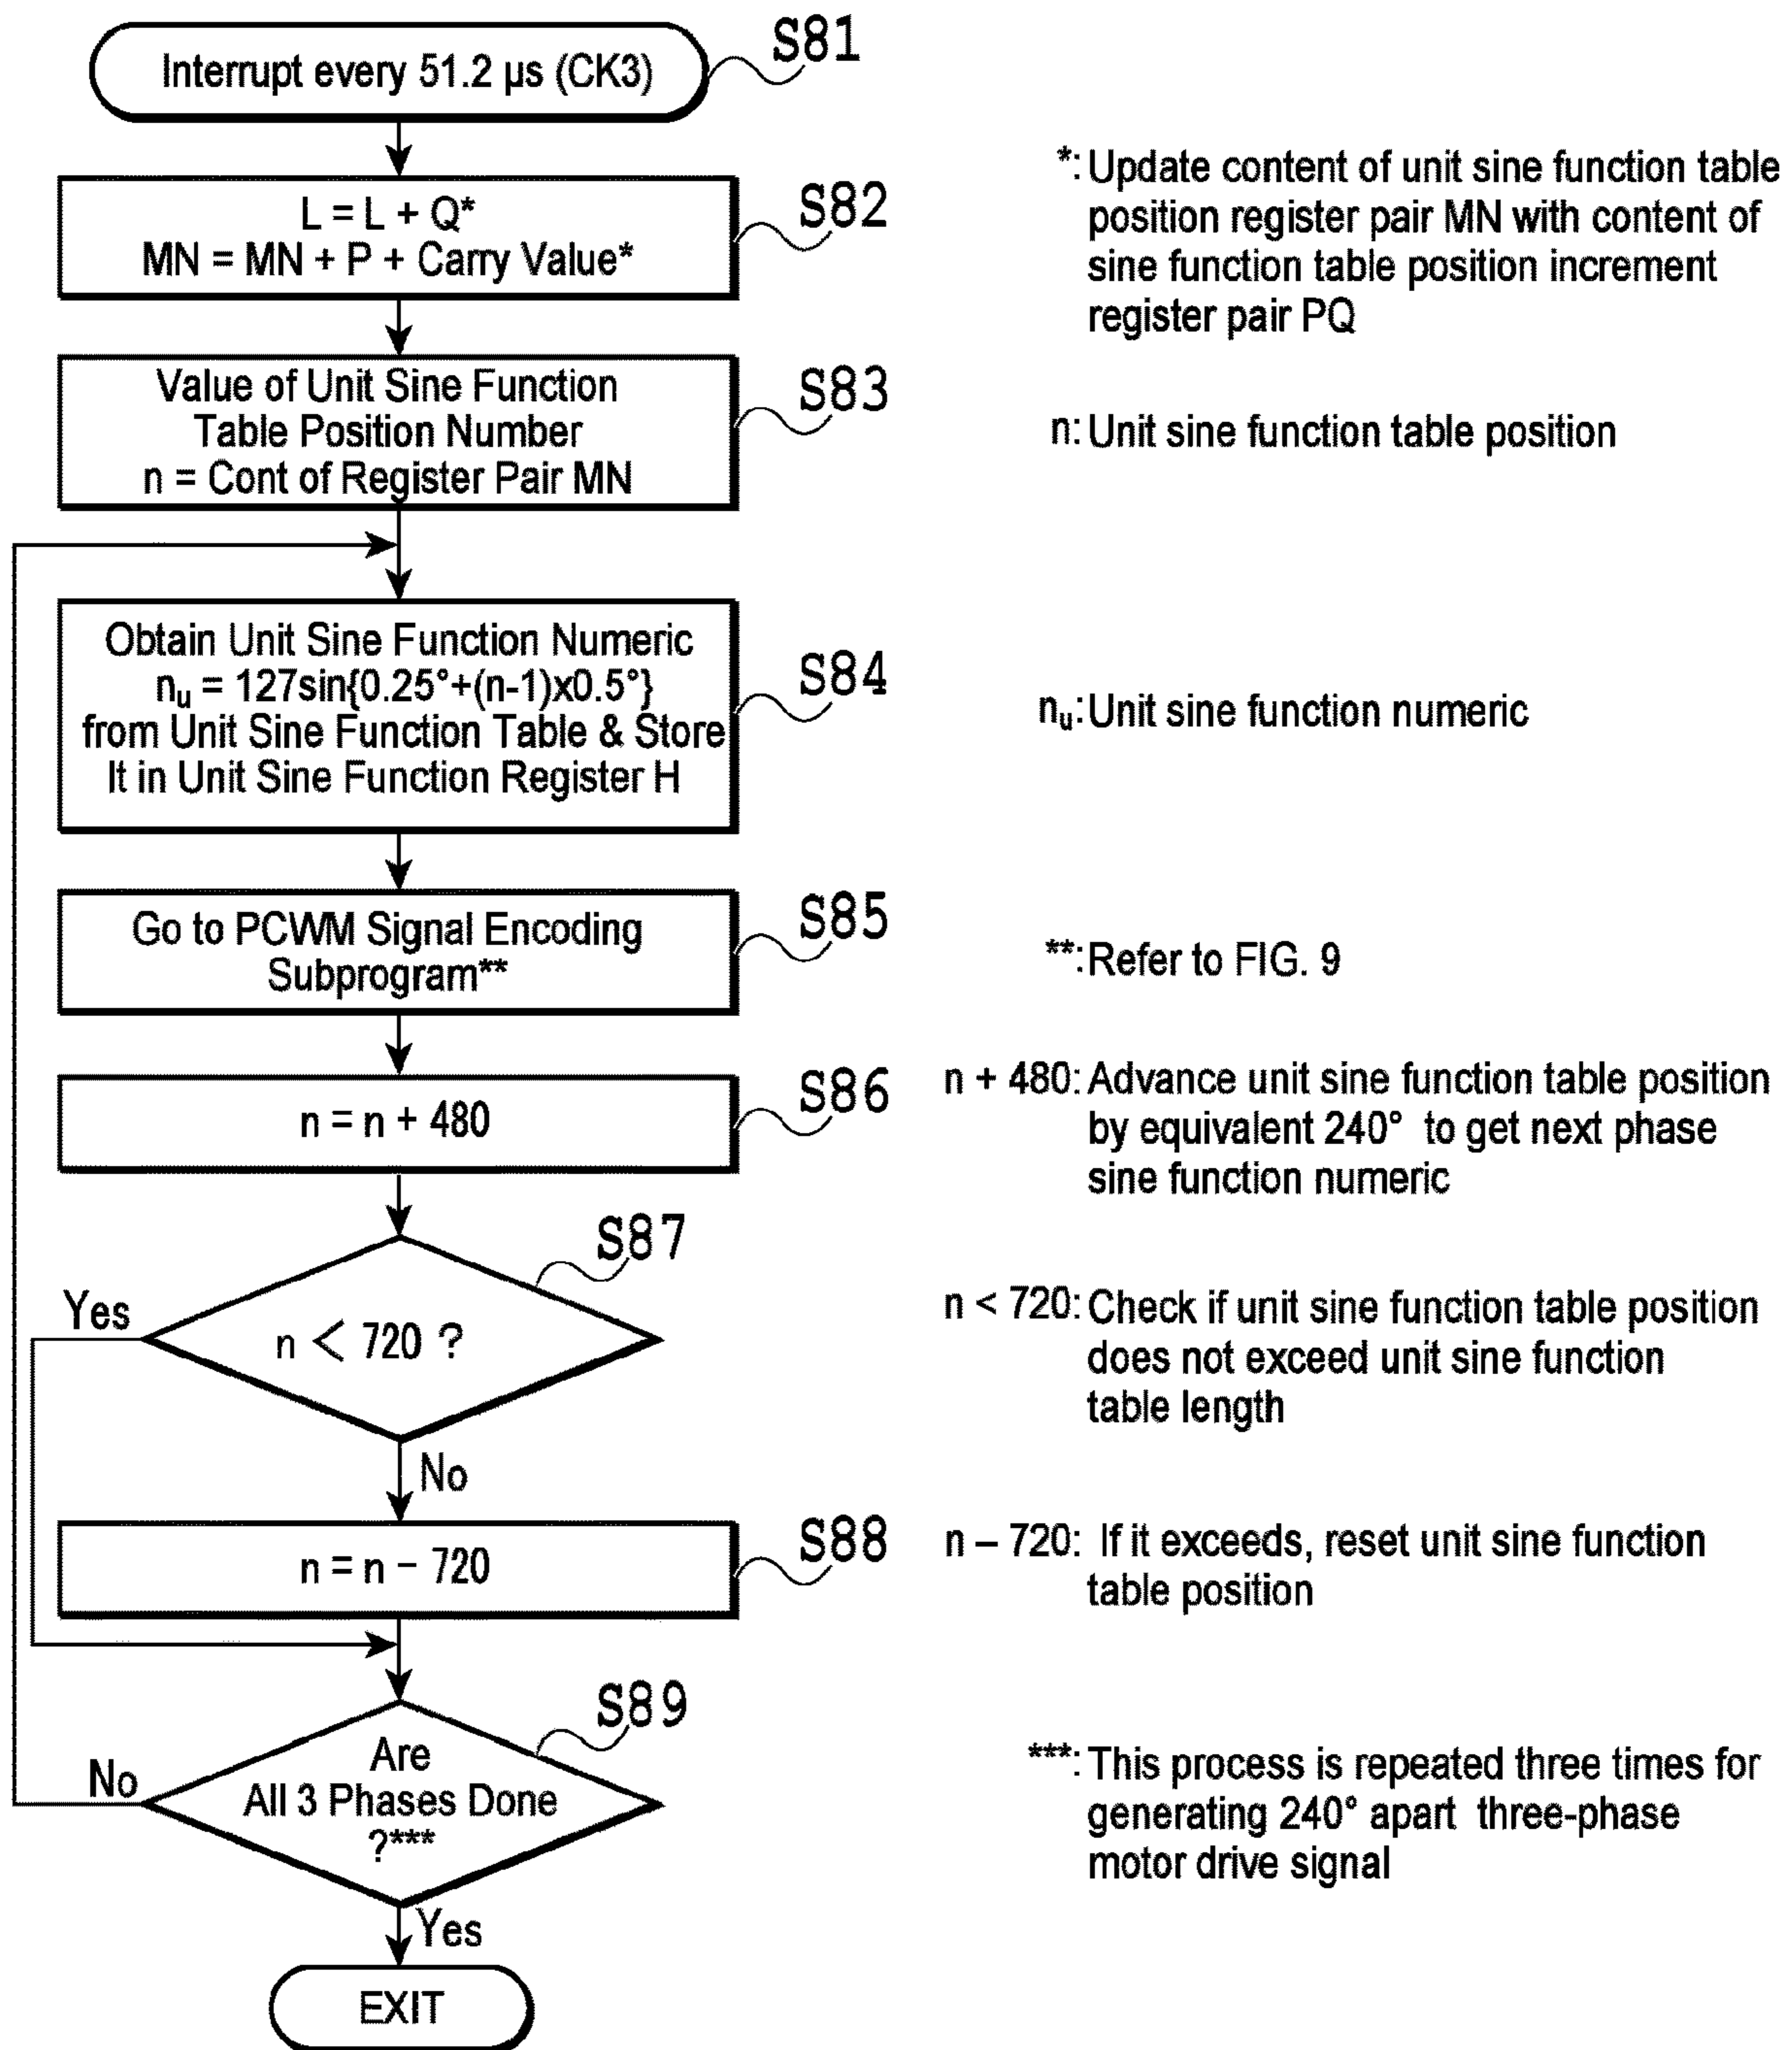 Interrupt every 51.2 µs (CK3)
S81
L = L + Q*
MN = MN + P + Carry Value*
S82
*: Update content of unit sine function table
position register pair MN with content of
sine function table position increment
register pair PQ
Value of Unit Sine Function
Table Position Number
n = Cont of Register Pair MN
S83
n: Unit sine function table position
Obtain Unit Sine Function Numeric
nᵤ = 127sin{0.25°+(n-1)x0.5°}
from Unit Sine Function Table & Store
It in Unit Sine Function Register H
S84
nᵤ: Unit sine function numeric
Go to PCWM Signal Encoding
Subprogram**
S85
**: Refer to FIG. 9
n = n + 480
S86
n + 480: Advance unit sine function table position
by equivalent 240° to get next phase
sine function numeric
S87
Yes
n < 720 ?
No
n < 720: Check if unit sine function table position
does not exceed unit sine function
table length
n = n – 720
S88
n – 720: If it exceeds, reset unit sine function
table position
S89
No
Are
All 3 Phases Done
?***
Yes
***: This process is repeated three times for
generating 240° apart three-phase
motor drive signal
EXIT